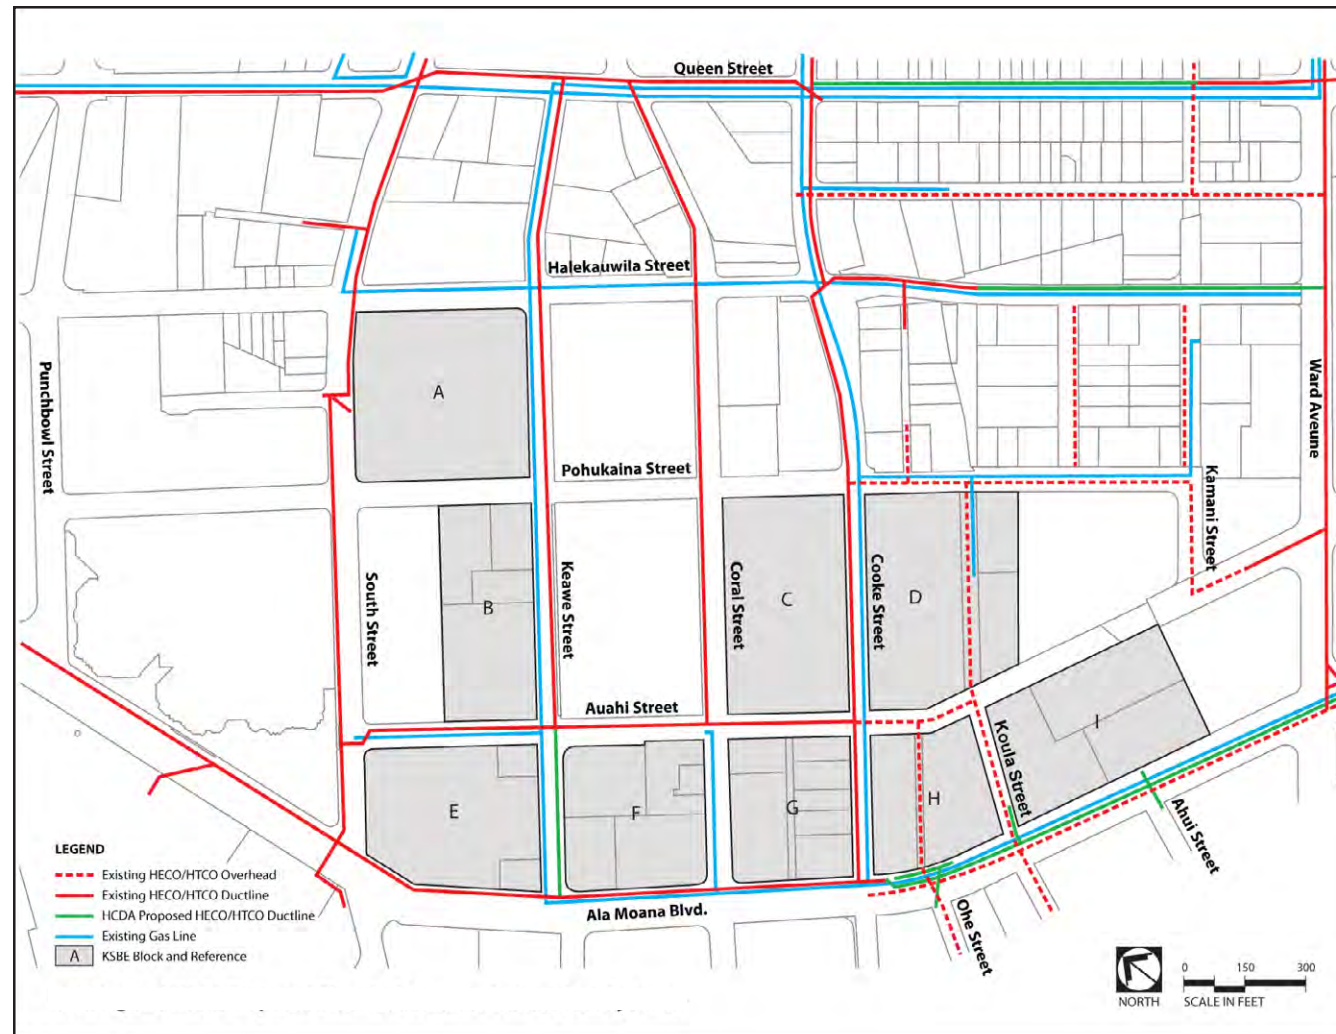 Queen Street
Halekauwila Street
A
Pohukaina Street
Punchbowl Street
Ward Aveune
Kamani Street
South Street
B
Keawe Street
Coral Street
C
Cooke Street
D
Auahi Street
E
F
G
H
Koula Street
I
Ahui Street
Ohe Street
Ala Moana Blvd.
LEGEND
Existing HECO/HTCO Overhead
Existing HECO/HTCO Ductline
HCDA Proposed HECO/HTCO Ductline
Existing Gas Line
A KSBE Block and Reference
NORTH
0 150 300
SCALE IN FEET